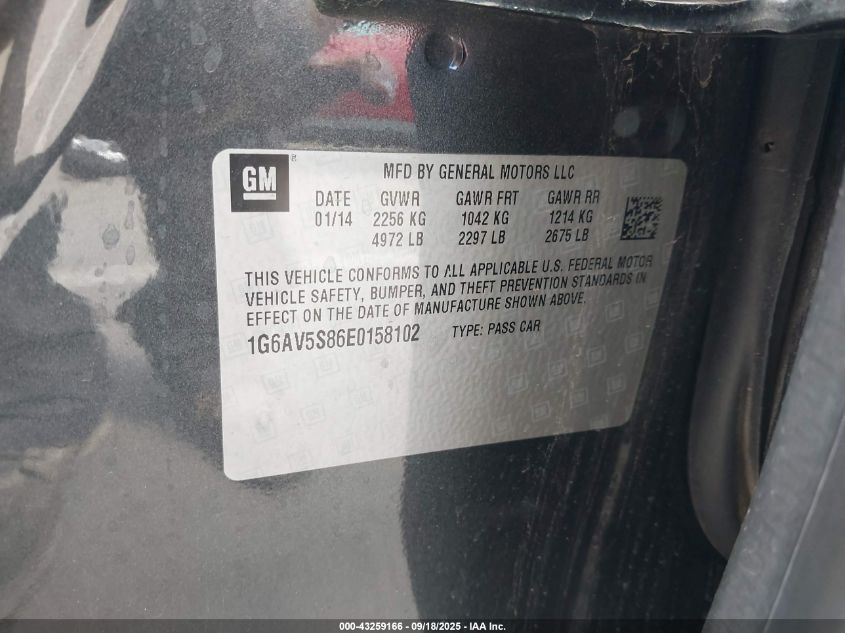 GM
MFD BY GENERAL MOTORS LLC
DATE GVWR GAWR FRT GAWR RR
01/14 2256 KG 1042 KG 1214 KG
4972 LB 2297 LB 2675 LB
THIS VEHICLE CONFORMS TO ALL APPLICABLE U.S. FEDERAL MOTOR
VEHICLE SAFETY, BUMPER, AND THEFT PREVENTION STANDARDS IN
EFFECT ON THE DATE OF MANUFACTURE SHOWN ABOVE.
1G6AV5S86E0158102 TYPE: PASS CAR
000-43259166 - 09/18/2025 - IAA Inc.